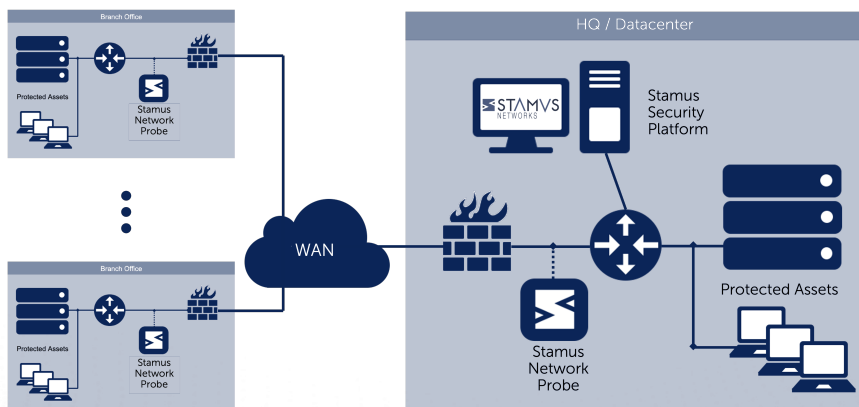 Branch Office
Protected Assets
Stamus
Network
Probe
Branch Office
Protected Assets
Stamus
Network
Probe
WAN
HQ / Datacenter
STAMVS
NETWORKS
Stamus
Security
Platform
Stamus
Network
Probe
Protected Assets